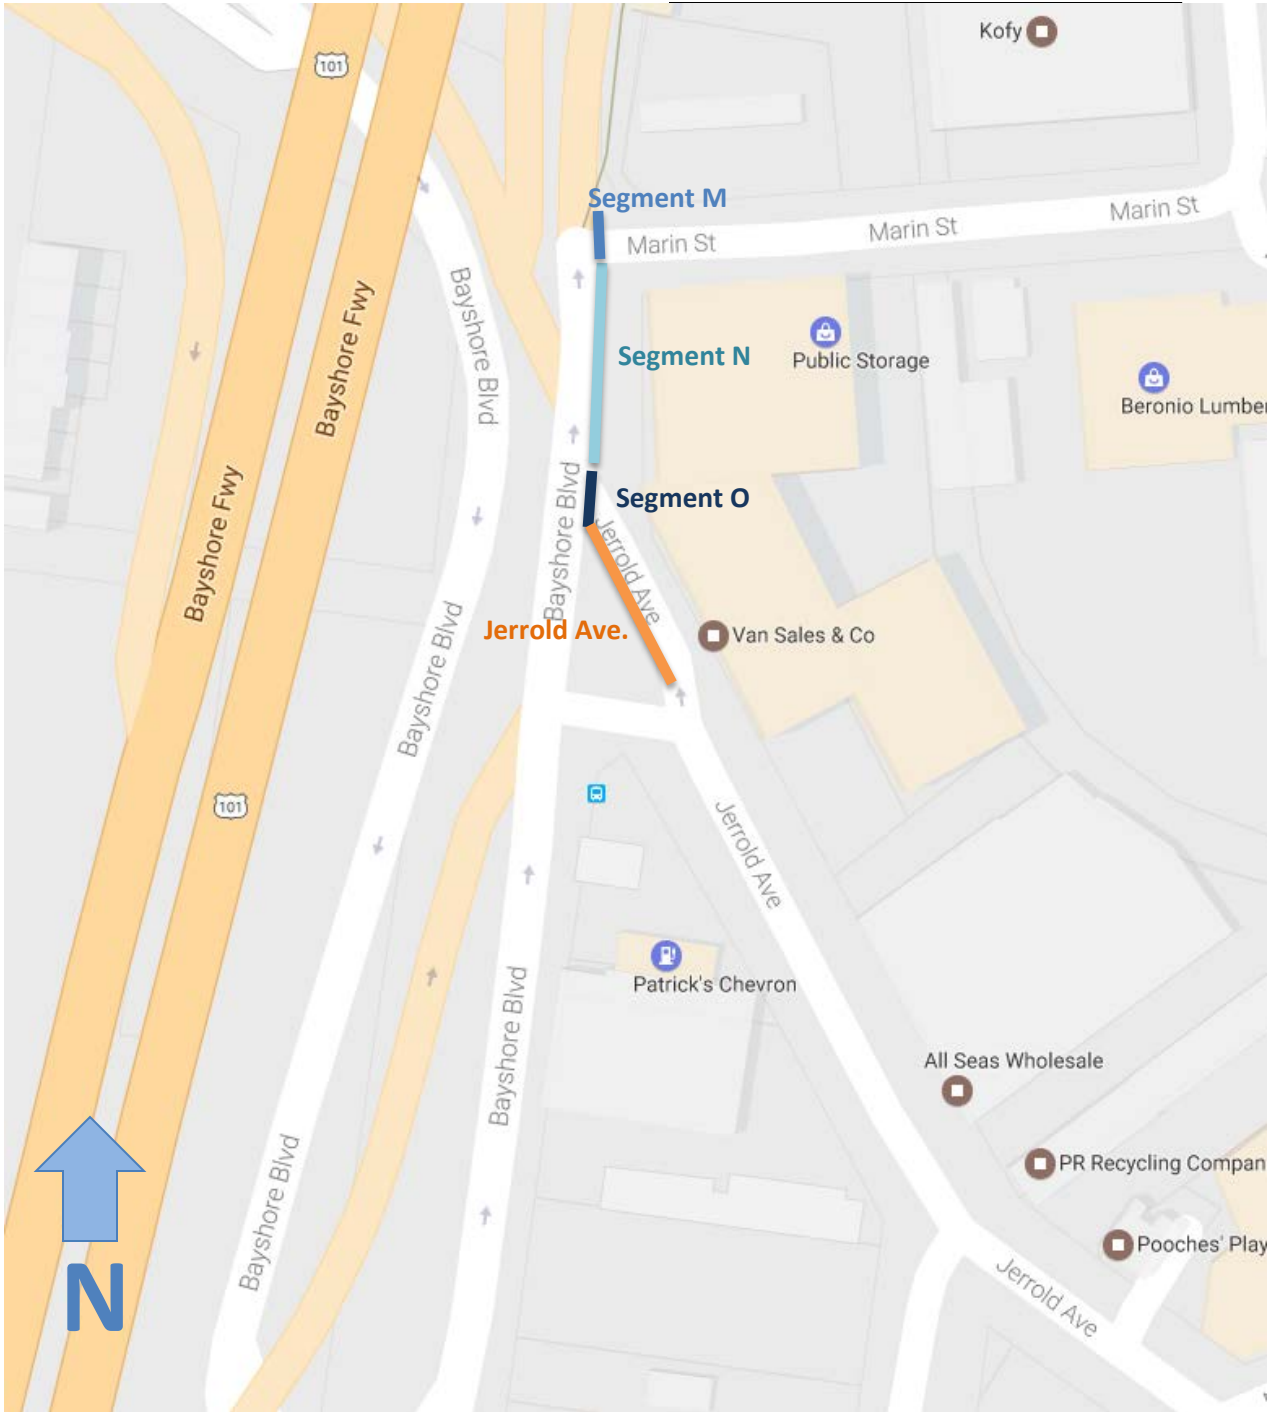 Kofy
101
Segment M
Marin St
Marin St
Marin St
Bayshore Blvd
Bayshore Fwy
Segment N
Public Storage
Beronio Lumber
Bayshore Fwy
Bayshore Blvd
Segment O
Jerrold Ave
Jerrold Ave.
Van Sales & Co
Bayshore Blvd
101
Jerrold Ave
Patrick's Chevron
Bayshore Blvd
All Seas Wholesale
PR Recycling Compan
Bayshore Blvd
Pooches' Play
Jerrold Ave
N